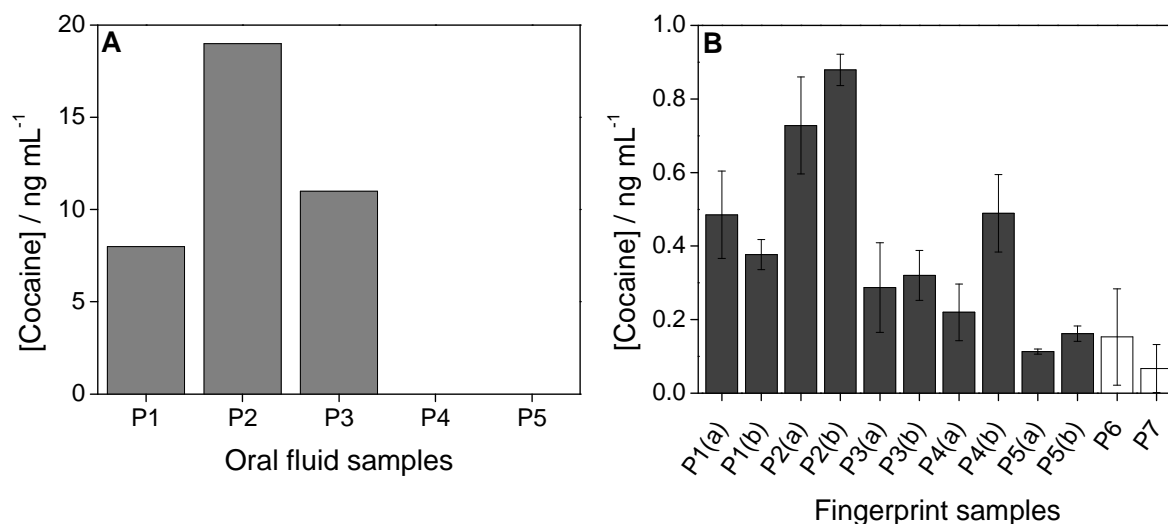 A
20
15
10
5
0
[Cocaine] / ng mL⁻¹
P1 P2 P3 P4 P5
Oral fluid samples
B
1.0
0.8
0.6
0.4
0.2
0.0
[Cocaine] / ng mL⁻¹
P1(a) P1(b) P2(a) P2(b) P3(a) P3(b) P4(a) P4(b) P5(a) P5(b) P6 P7
Fingerprint samples